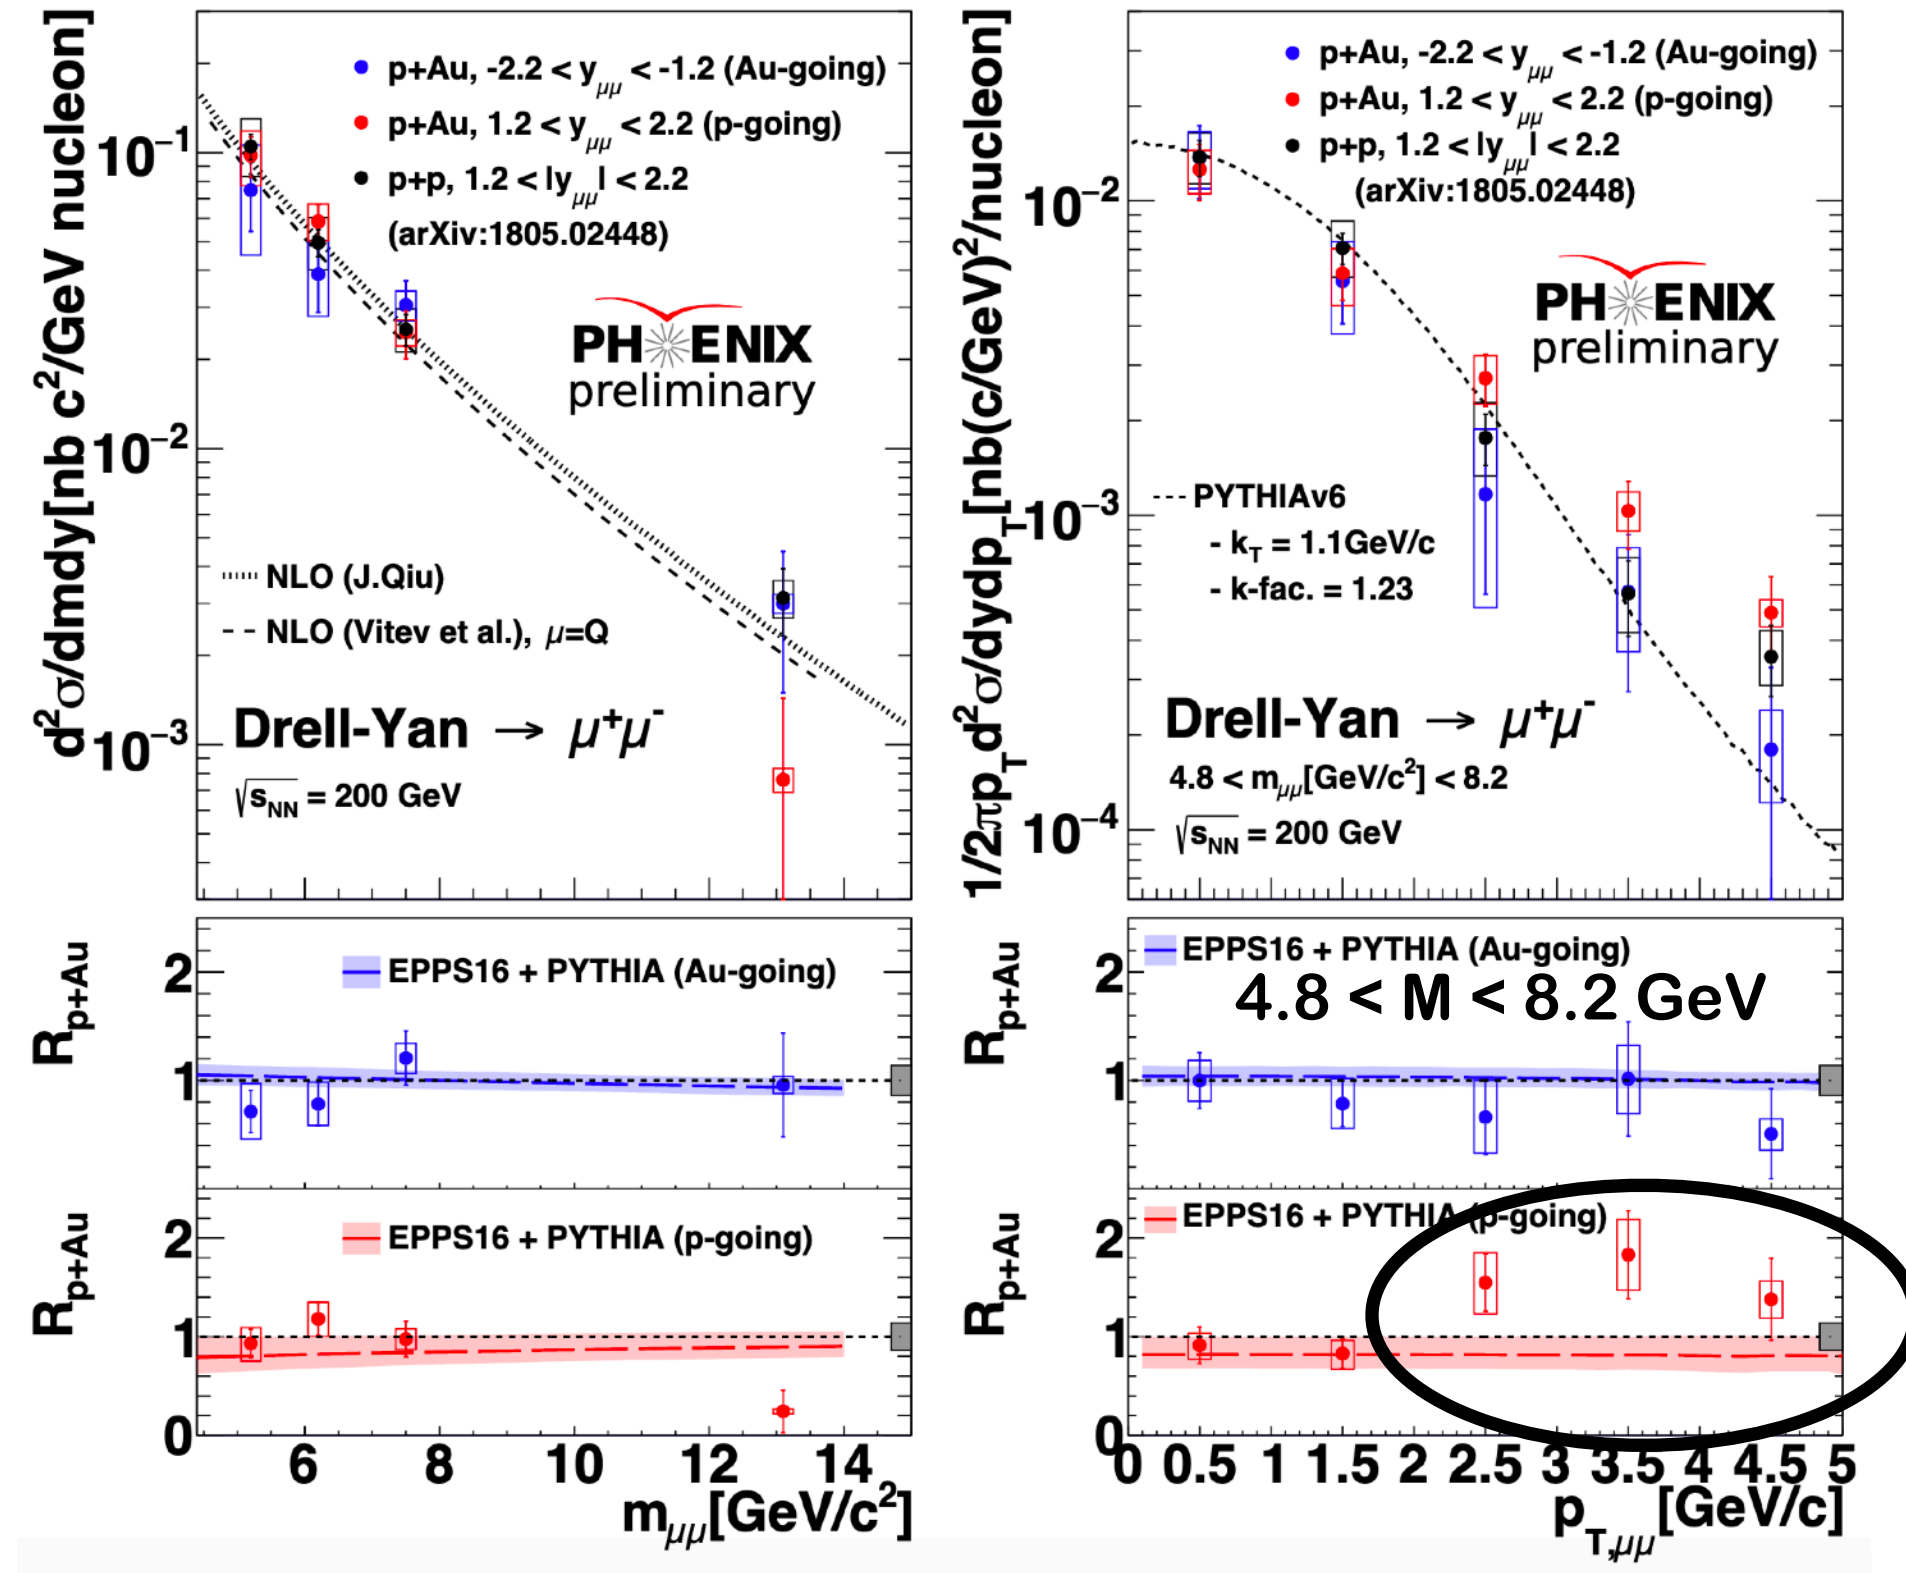 d²σ/dmdy[nb c²/GeV nucleon]
10⁻¹
10⁻²
10⁻³
p+Au, -2.2 < yμμ < -1.2 (Au-going)
p+Au, 1.2 < yμμ < 2.2 (p-going)
p+p, 1.2 < |yμμ| < 2.2
(arXiv:1805.02448)
PHENIX
preliminary
NLO (J.Qiu)
NLO (Vitev et al.), μ=Q
Drell-Yan → μ⁺μ⁻
√sNN = 200 GeV
Rp+Au
2
1
EPPS16 + PYTHIA (Au-going)
Rp+Au
2
1
0
EPPS16 + PYTHIA (p-going)
6 8 10 12 14
mμμ[GeV/c²]
1/2πpT d²σ/dydpT[nb(c/GeV)²/nucleon]
10⁻²
10⁻³
10⁻⁴
p+Au, -2.2 < yμμ < -1.2 (Au-going)
p+Au, 1.2 < yμμ < 2.2 (p-going)
p+p, 1.2 < |yμμ| < 2.2
(arXiv:1805.02448)
PHENIX
preliminary
PYTHIAv6
- kT = 1.1GeV/c
- k-fac. = 1.23
Drell-Yan → μ⁺μ⁻
4.8 < mμμ[GeV/c²] < 8.2
√sNN = 200 GeV
Rp+Au
2
1
EPPS16 + PYTHIA (Au-going)
4.8 < M < 8.2 GeV
Rp+Au
2
1
0
EPPS16 + PYTHIA (p-going)
0 0.5 1 1.5 2 2.5 3 3.5 4 4.5 5
pT,μμ[GeV/c]